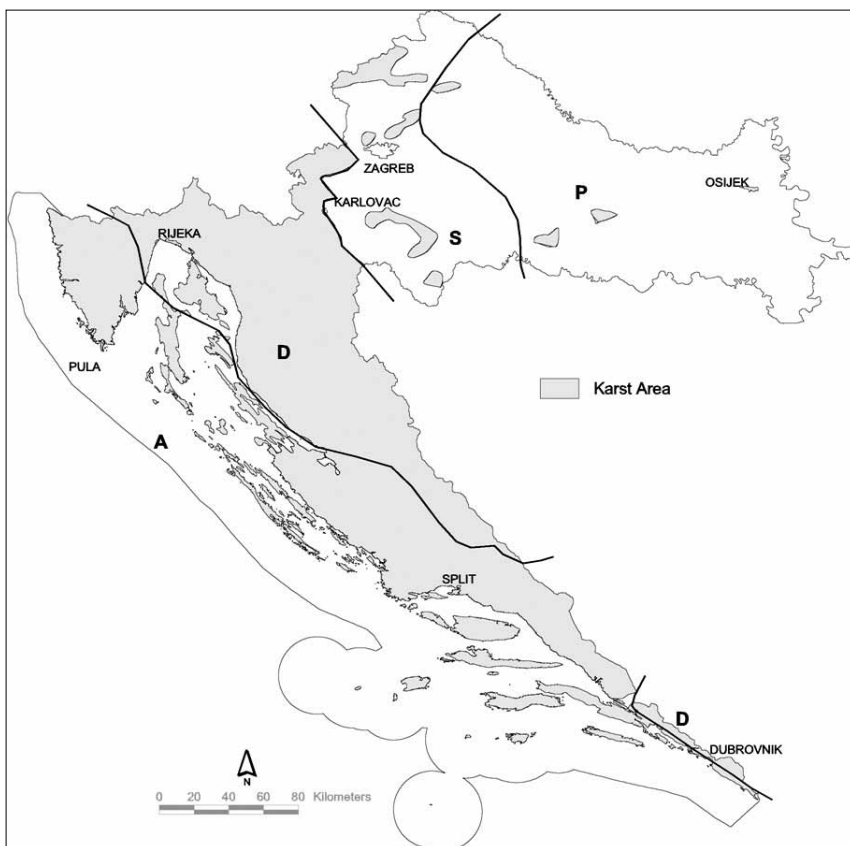 ZAGREB
P
OSIJEK
KARLOVAC
RIJEKA
S
D
PULA
Karst Area
A
SPLIT
D
DUBROVNIK
N
0 20 40 60 80 Kilometers